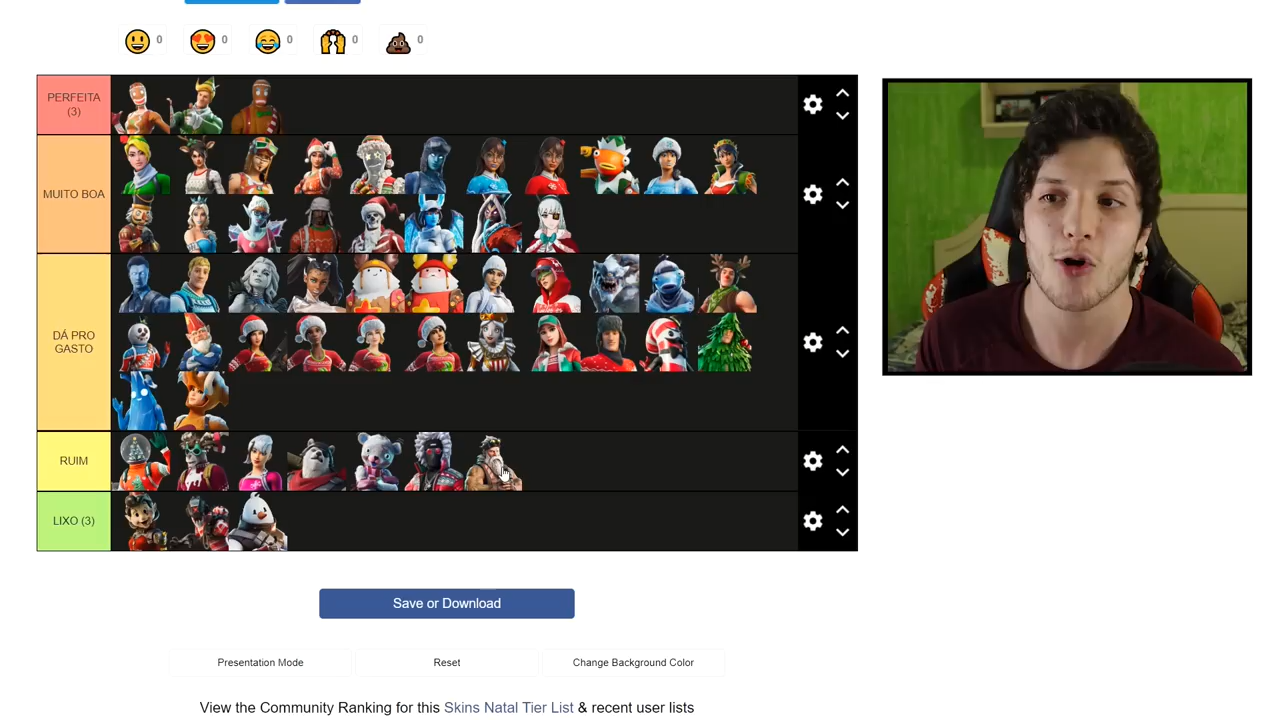 0 0 0 0 0
PERFEITA
(3)
MUITO BOA
DÁ PRO
GASTO
RUIM
LIXO (3)
Save or Download
Presentation Mode Reset Change Background Color
View the Community Ranking for this Skins Natal Tier List & recent user lists